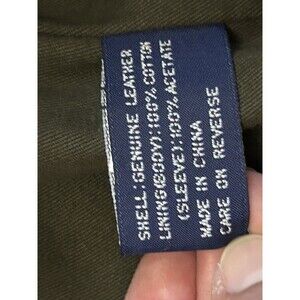 SHELL:GENUINE LEATHER
LINING(BODY):100% COTTON
(SLEEVE):100% ACETATE
MADE IN CHINA
CARE ON REVERSE